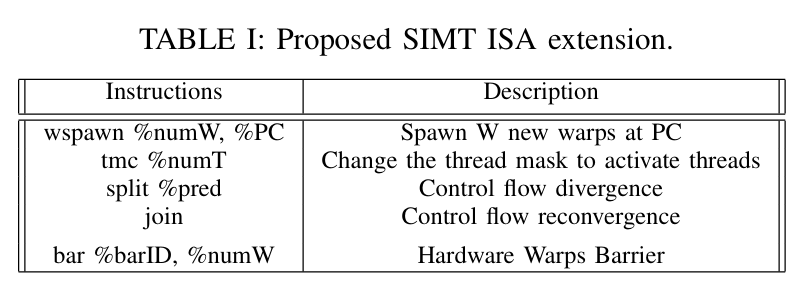 TABLE I: Proposed SIMT ISA extension.
Instructions Description
wspawn %numW, %PC Spawn W new warps at PC
tmc %numT Change the thread mask to activate threads
split %pred Control flow divergence
join Control flow reconvergence
bar %barID, %numW Hardware Warps Barrier